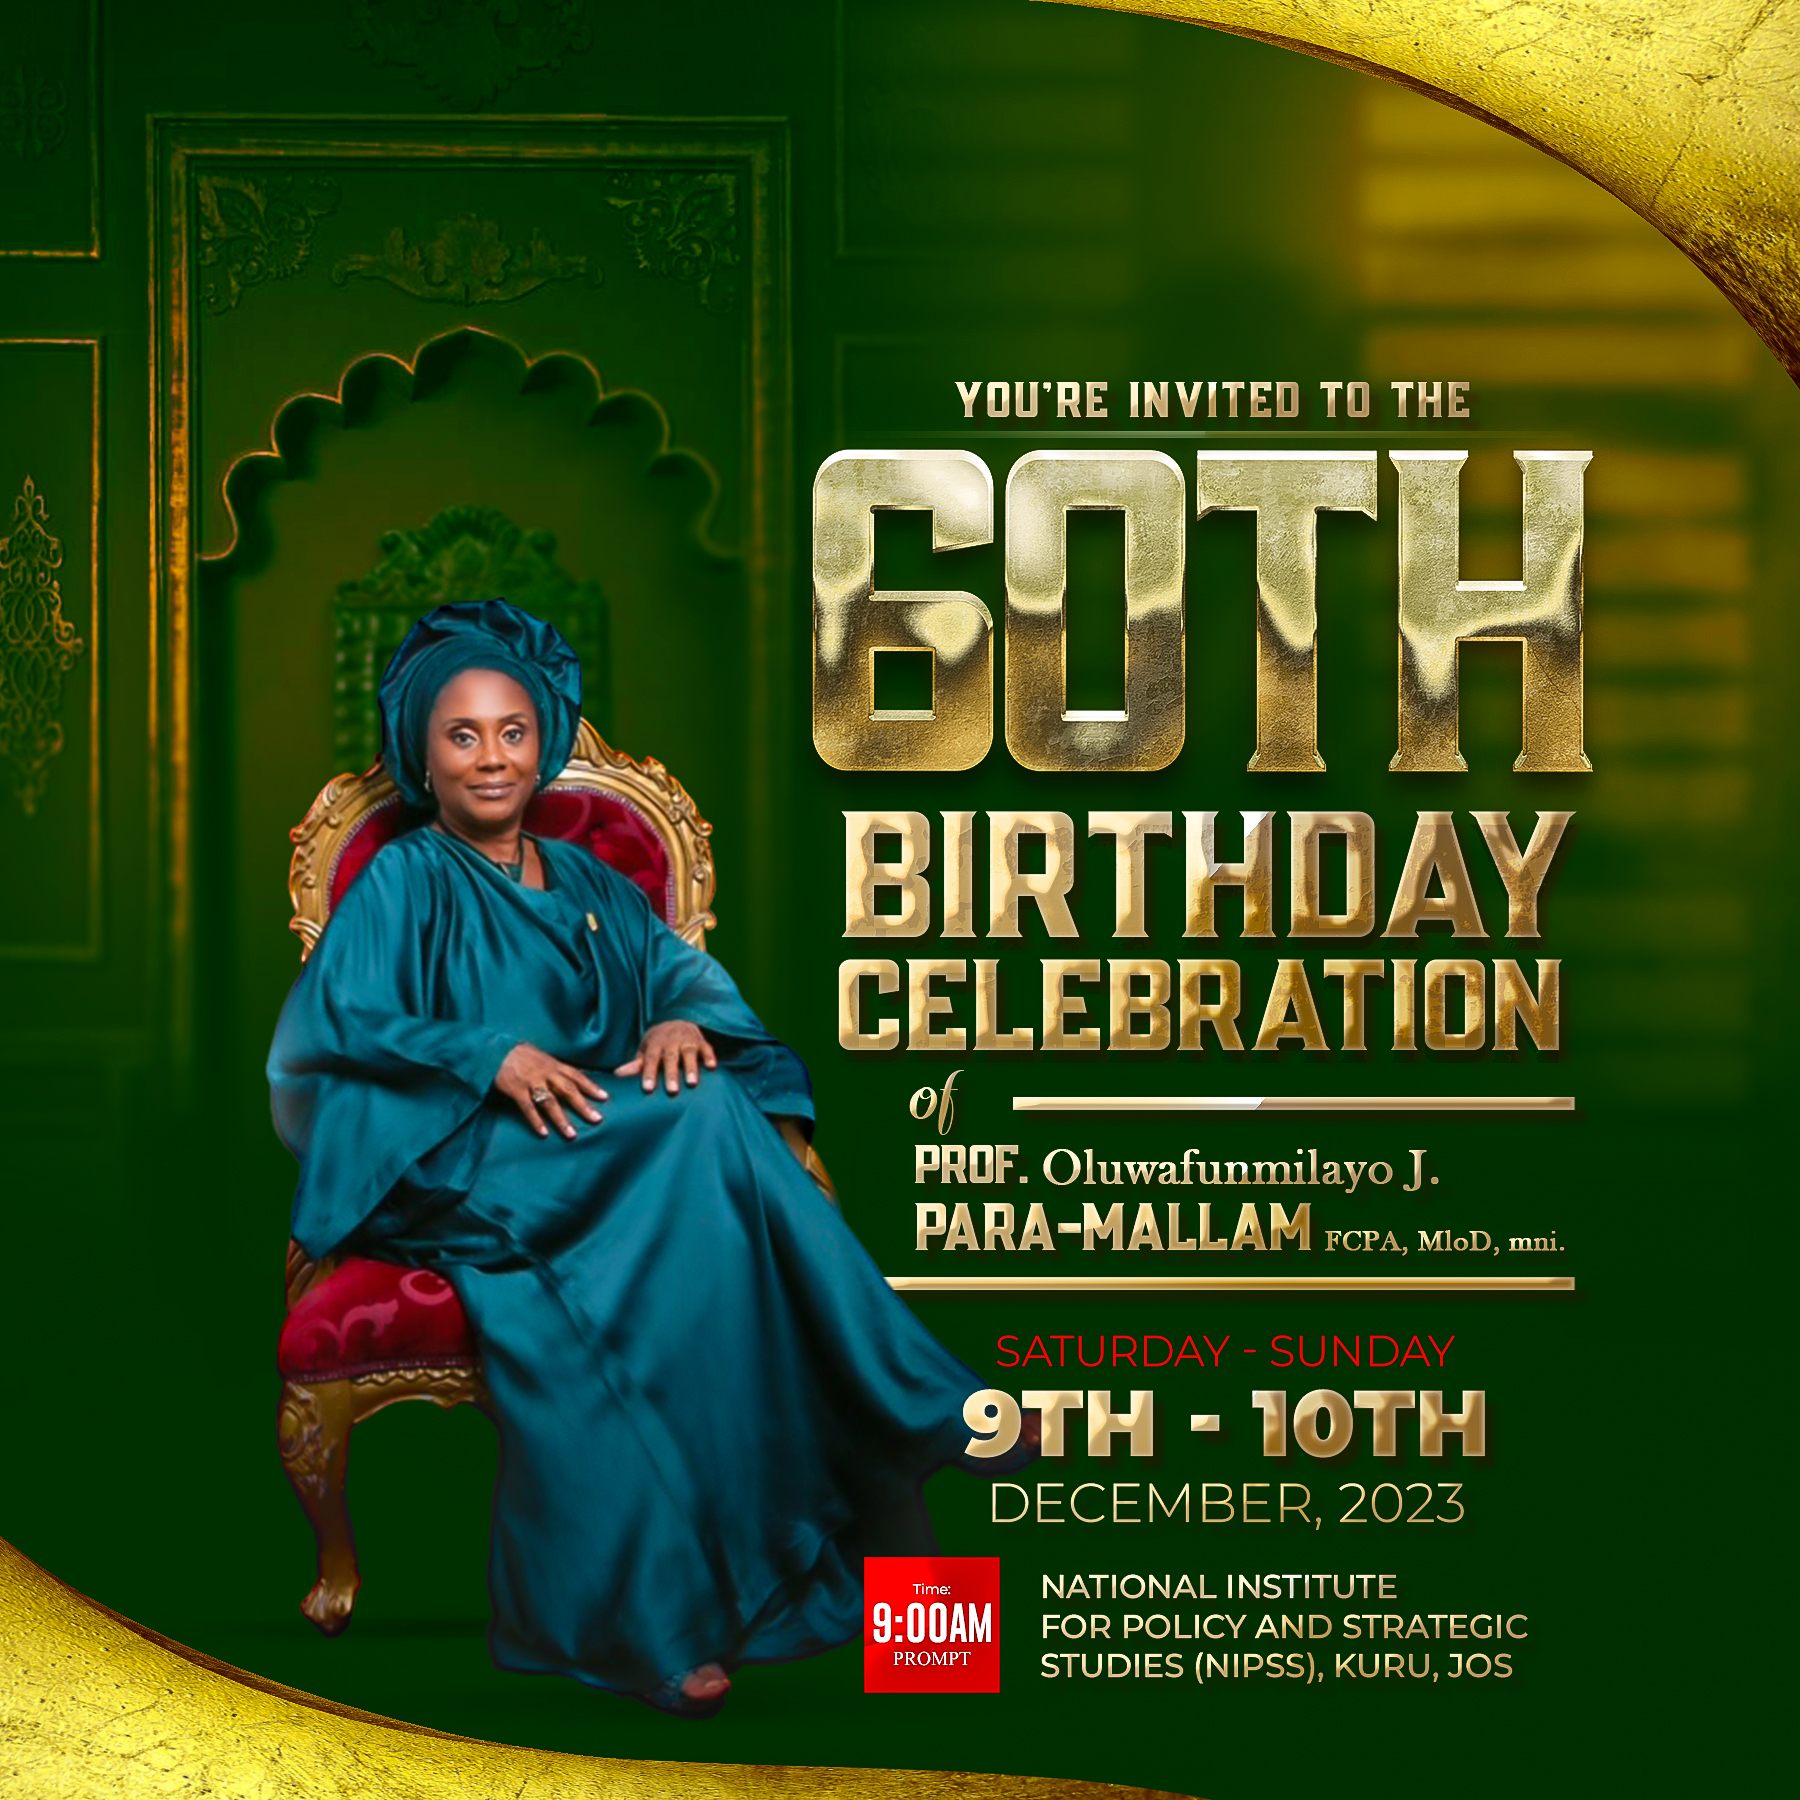 YOU'RE INVITED TO THE
60TH
BIRTHDAY
CELEBRATION
of
PROF. Oluwafunmilayo J.
PARA-MALLAM FCPA, MIoD, mni.
SATURDAY - SUNDAY
9TH - 10TH
DECEMBER, 2023
Time:
9:00AM
PROMPT
NATIONAL INSTITUTE
FOR POLICY AND STRATEGIC
STUDIES (NIPSS), KURU, JOS